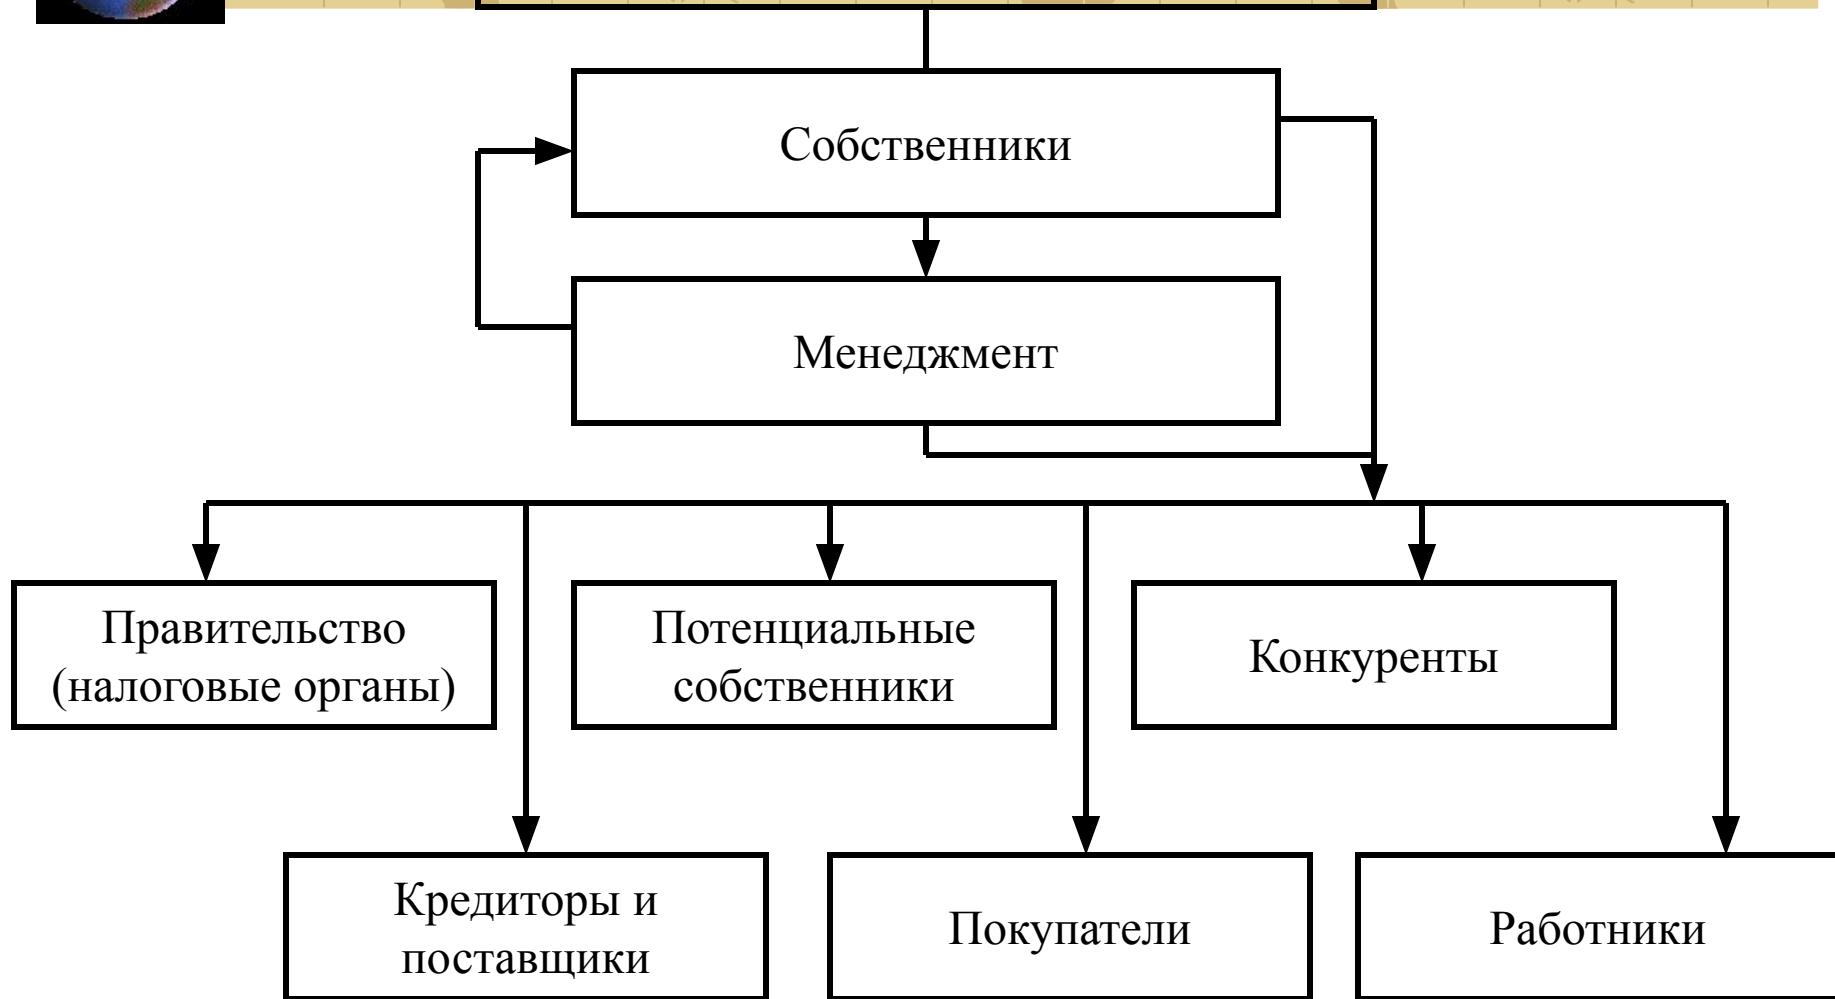 Собственники
Менеджмент
Правительство
(налоговые органы)
Потенциальные
собственники
Конкуренты
Кредиторы и
поставщики
Покупатели
Работники